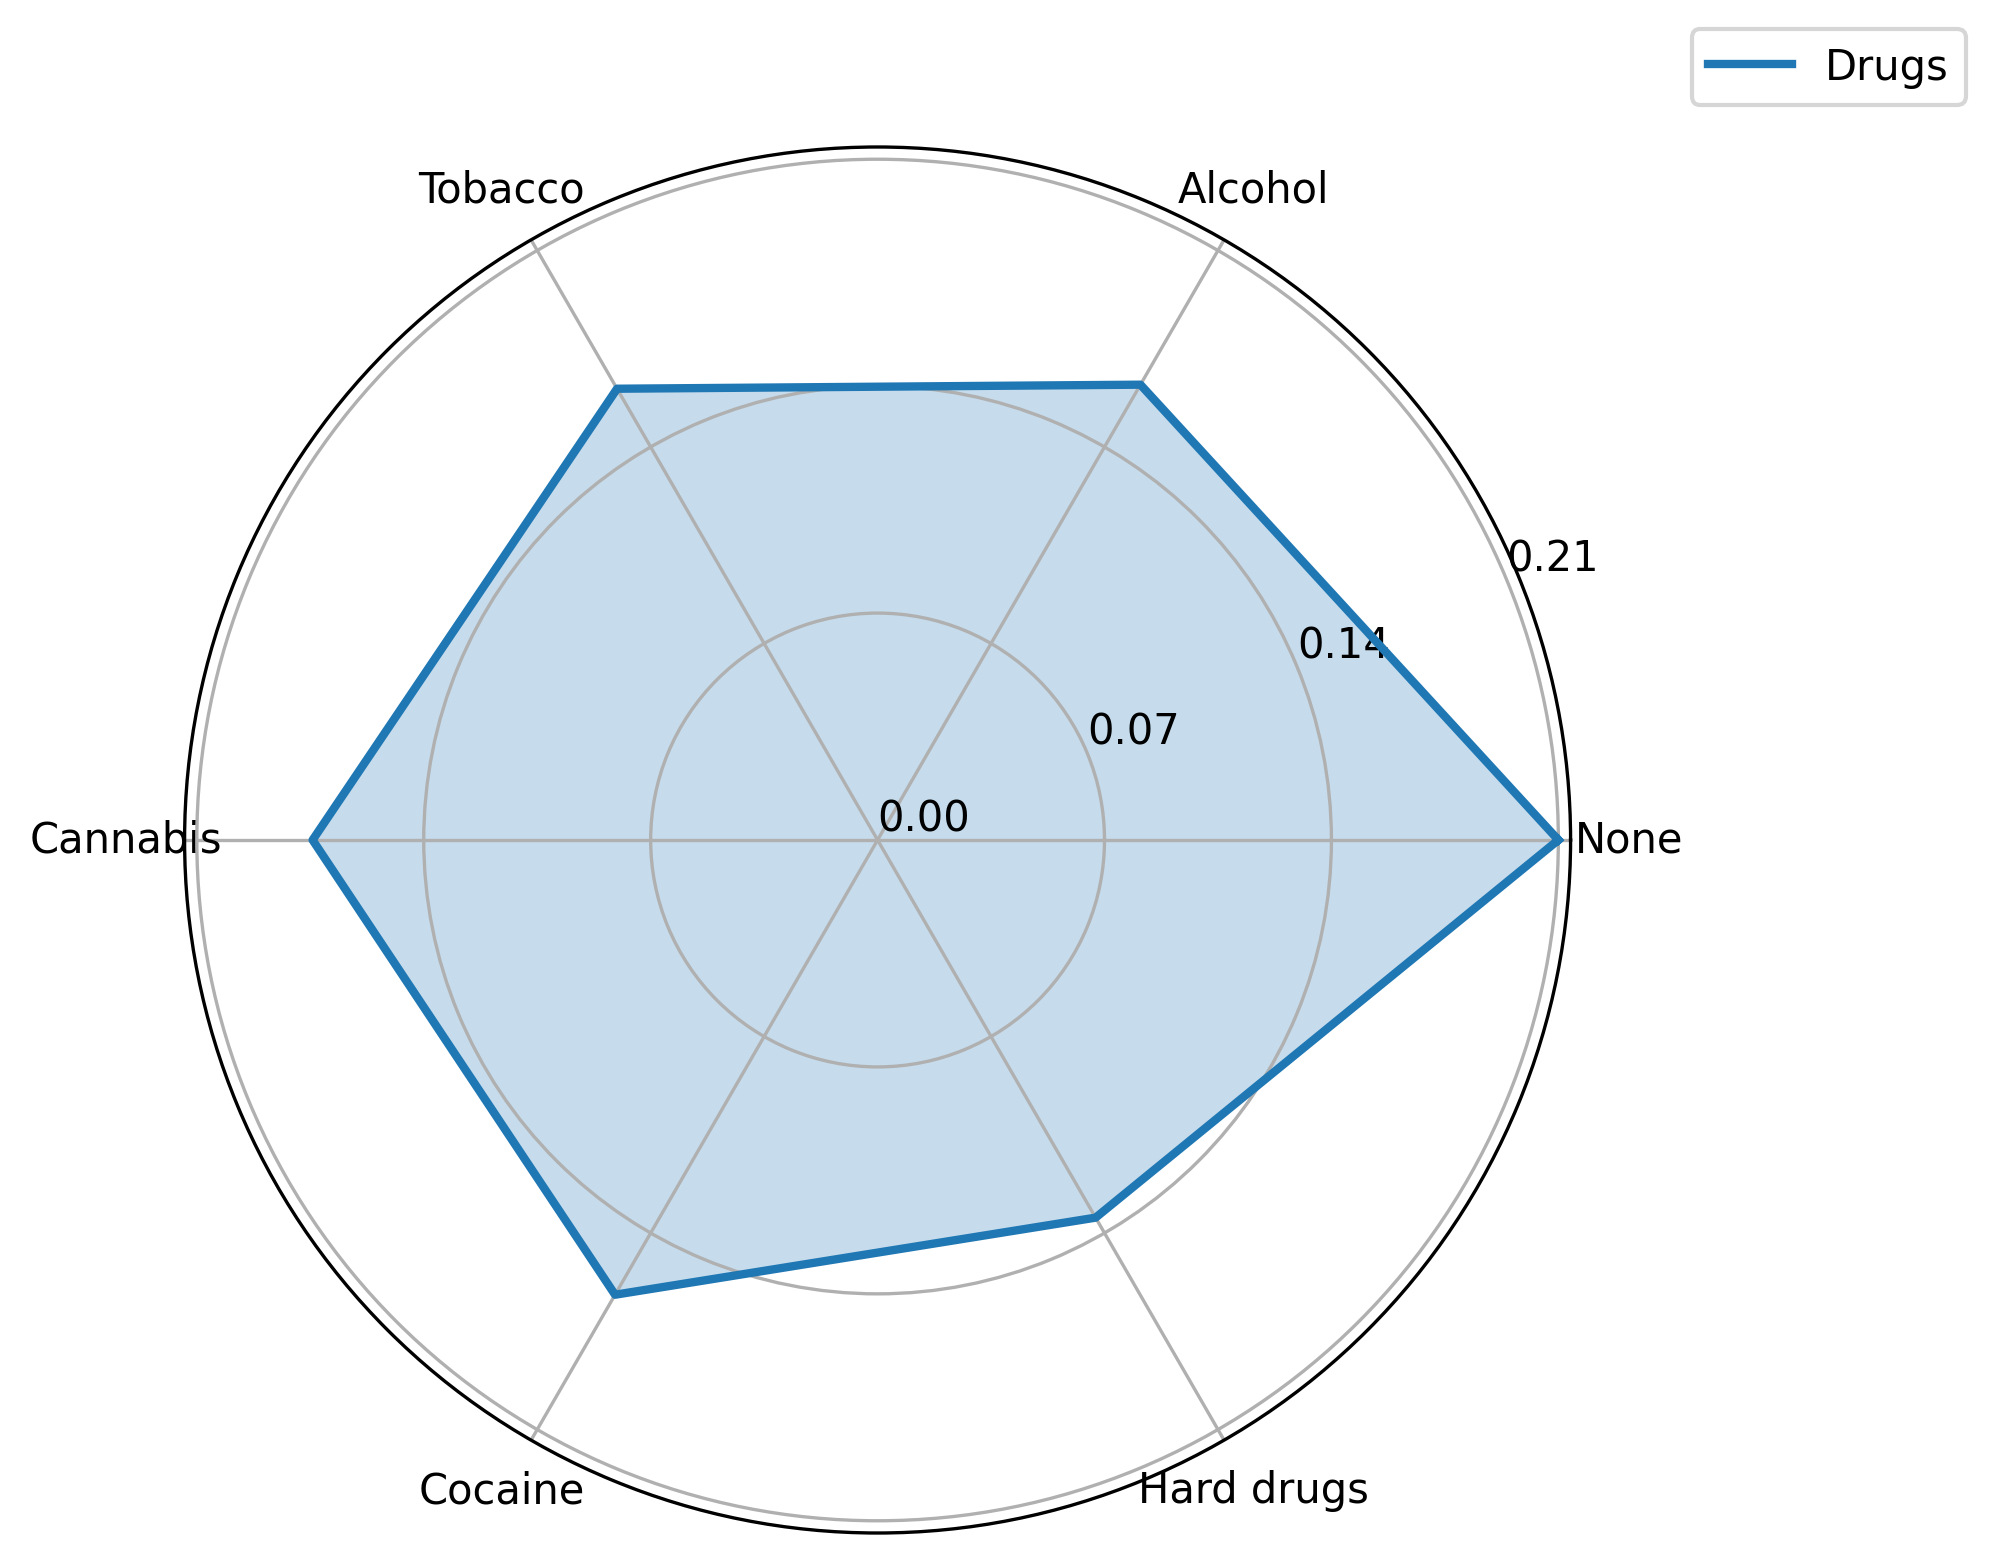 Drugs
Tobacco
Alcohol
0.21
0.14
0.07
0.00
Cannabis
None
Cocaine
Hard drugs